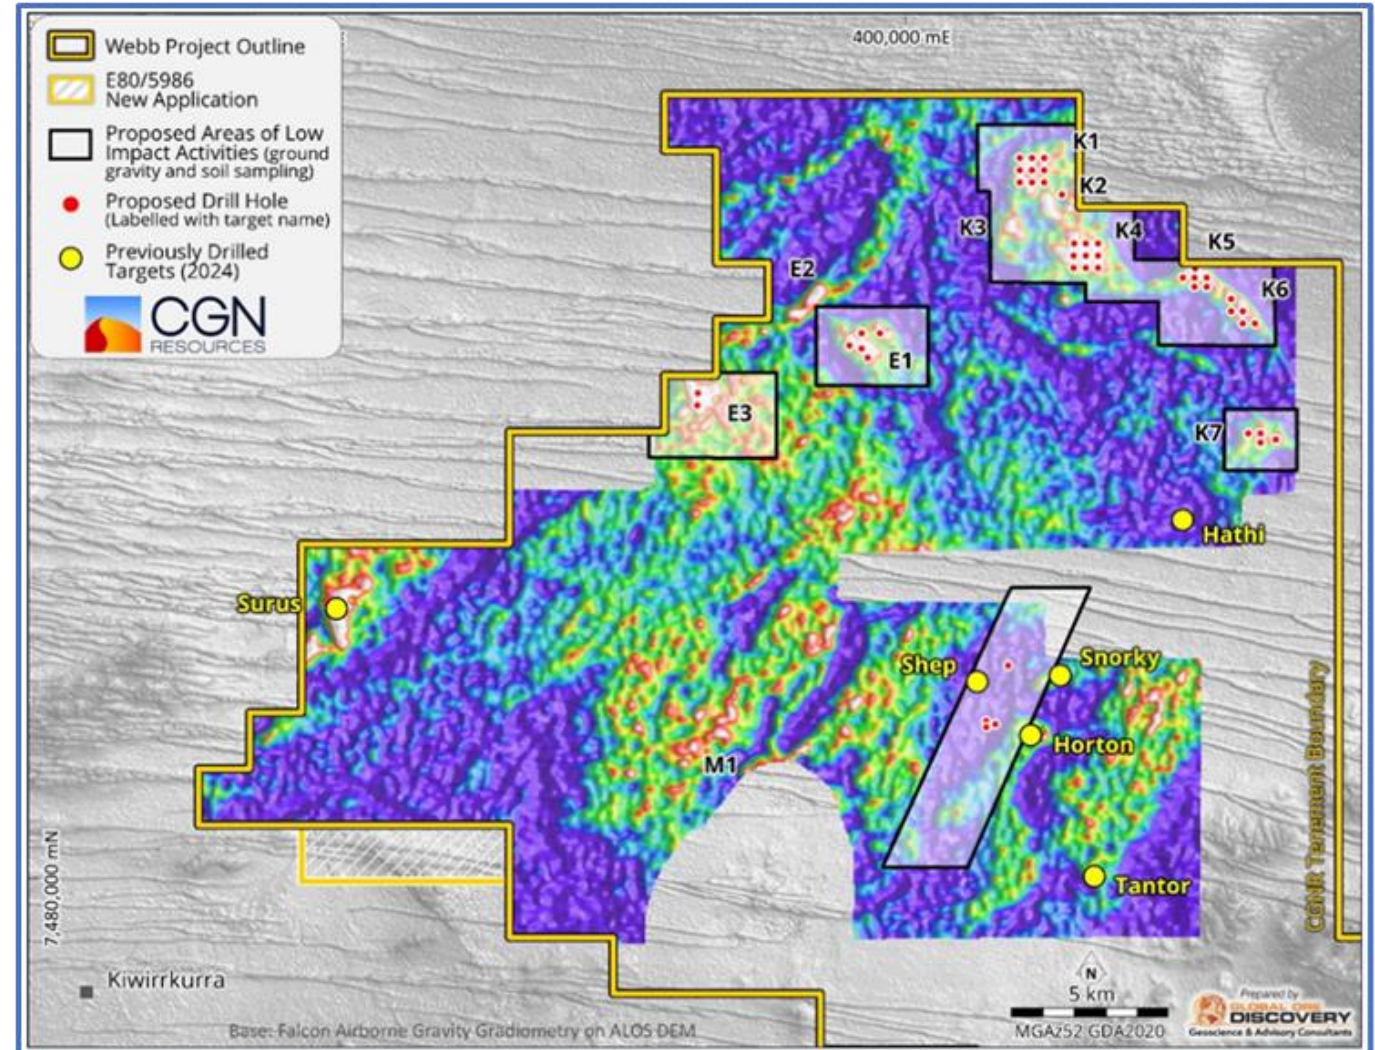 Webb Project Outline
E80/5986
New Application
Proposed Areas of Low
Impact Activities (ground
gravity and soil sampling)
Proposed Drill Hole
(Labelled with target name)
Previously Drilled
Targets (2024)
CGN
RESOURCES
400,000 mE
K1
K2
K3
K4
K5
K6
E2
E1
E3
K7
Hathi
Surus
Shep
Snorky
Horton
M1
Tantor
CGNR Tenement Boundary
7,480,000 mN
Kiwirrkurra
Base: Falcon Airborne Gravity Gradiometry on ALOS DEM
N
5 km
MGAz52 GDA2020
Prepared by
GLOBAL ORE
DISCOVERY
Geoscience & Advisory Consultants